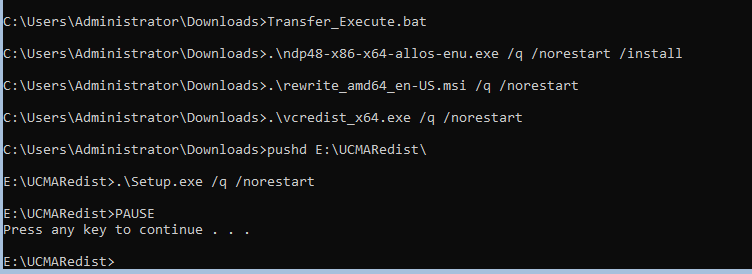 C:\Users\Administrator\Downloads>Transfer_Execute.bat
C:\Users\Administrator\Downloads>.\ndp48-x86-x64-allos-enu.exe /q /norestart /install
C:\Users\Administrator\Downloads>.\rewrite_amd64_en-US.msi /q /norestart
C:\Users\Administrator\Downloads>.\vcredist_x64.exe /q /norestart
C:\Users\Administrator\Downloads>pushd E:\UCMARedist\
E:\UCMARedist>.\Setup.exe /q /norestart
E:\UCMARedist>PAUSE
Press any key to continue . . .
E:\UCMARedist>